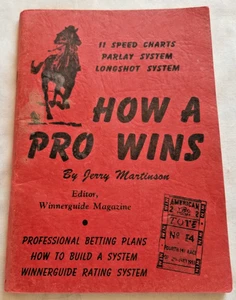 11 SPEED CHARTS
PARLAY SYSTEM
LONGSHOT SYSTEM
HOW A
PRO WINS
By Jerry Martinson
Editor,
Winnerguide Magazine
PROFESSIONAL BETTING PLANS
HOW TO BUILD A SYSTEM
WINNERGUIDE RATING SYSTEM
AMERICAN
TOTE
No